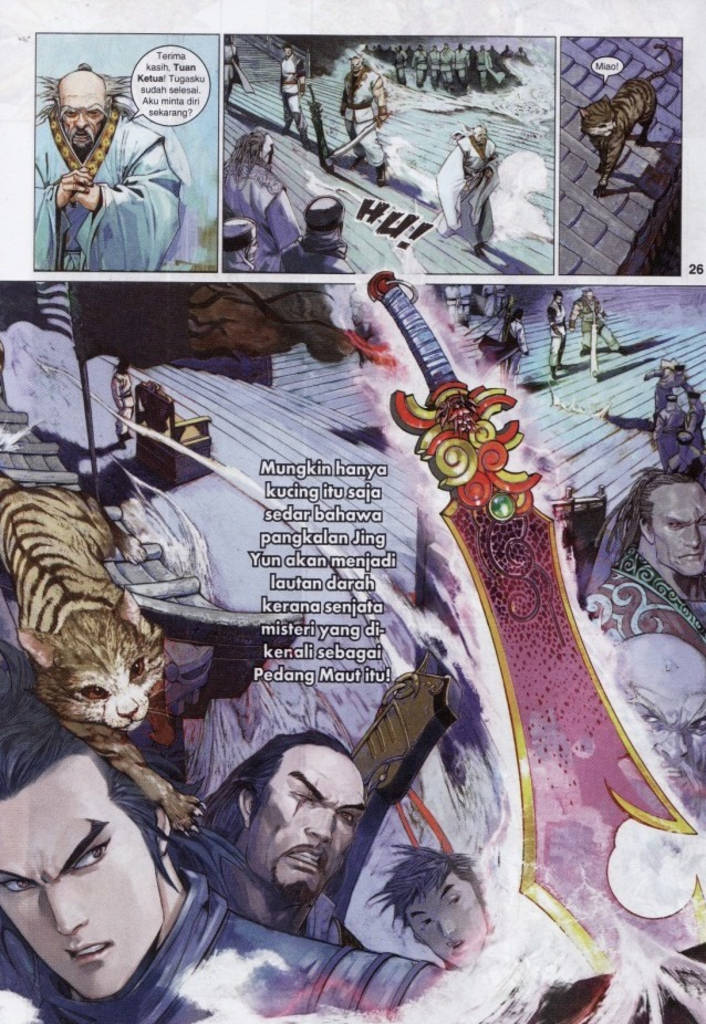 Terima
kasih, Tuan
Ketua! Tugasku
sudah selesai.
Aku minta diri
sekarang?
HU!
Miao!
26
Mungkin hanya
kucing itu saja
sedar bahawa
pangkalan Jing
Yun akan menjadi
lautan darah
kerana senjata
misteri yang di-
kenali sebagai
Pedang Maut itu!